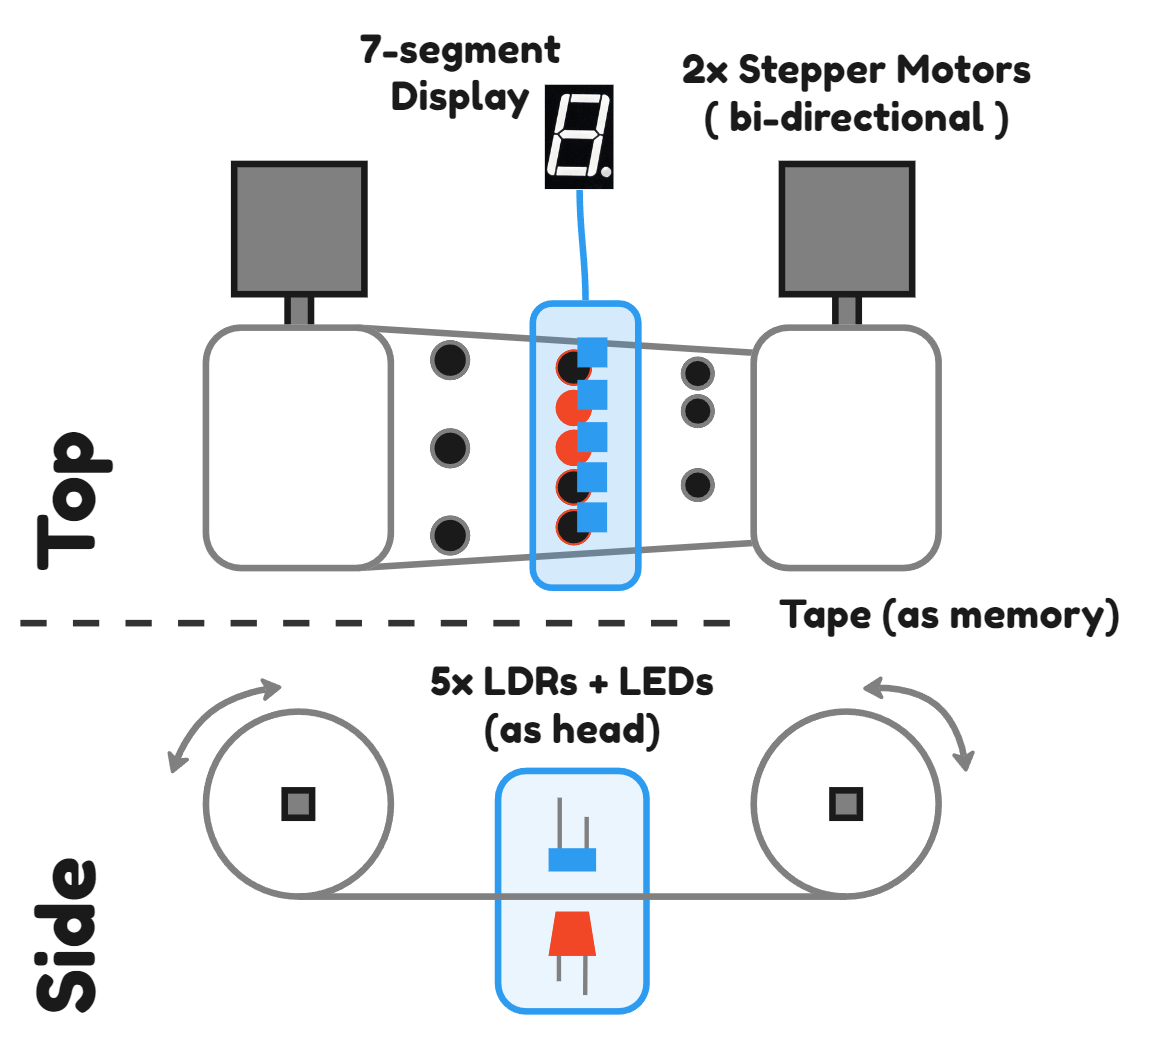 7-segment
Display
2x Stepper Motors
( bi-directional )
Top
Tape (as memory)
5x LDRs + LEDs
(as head)
Side